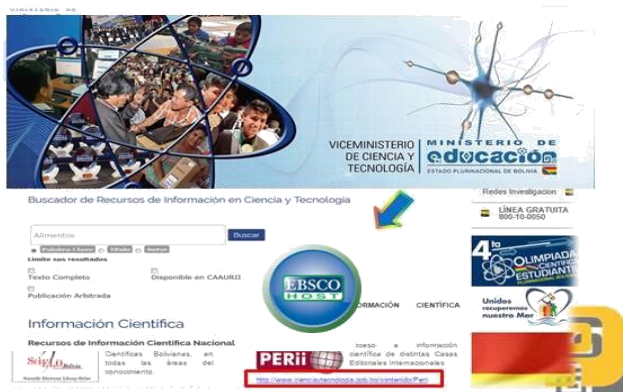 VICEMINISTERIO
DE CIENCIA Y
TECNOLOGÍA
MINISTERIO DE
educación
ESTADO PLURINACIONAL DE BOLIVIA
Buscador de Recursos de Información en Ciencia y Tecnología
Alimentos
Buscar
Palabra Clave
Título
Autor
Limite sus resultados
Texto Completo
Disponible en CAAURII
Publicación Arbitrada
EBSCO
HOST
ORMACIÓN CIENTÍFICA
Información Científica
Recursos de Información Científica Nacional
SciELO Bolivia
Científicas Bolivianas, en
todas las áreas del
conocimiento.
PERii
cceso a información
científica de distintas Casas
Editoriales Internacionales
http://www.cienciaytecnologia.gob.bo/contenido/Perii
Redes Investigación
LÍNEA GRATUITA
800-10-0050
4ta
OLIMPIADA
CIENTÍFICA
ESTUDIANTIL
PLURINACIONAL BOLIVIANA
Unidos
recuperemos
nuestro Mar